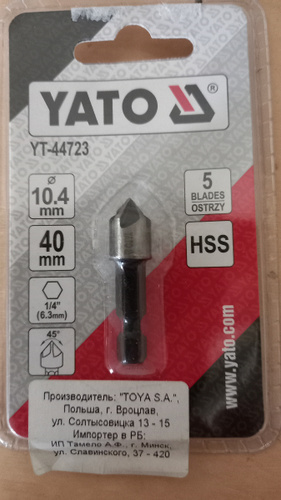 YATO
YT-44723
ø
10.4
mm
5
BLADES
OSTRZY
40
mm
HSS
1/4"
(6.3mm)
45°
www.yato.com
Производитель: "TOYA S.A.",
Польша, г. Вроцлав,
ул. Солтысовицка 13 - 15
Импортер в РБ:
ИП Тамело А.Ф., г. Минск,
ул. Славинского, 37 - 420